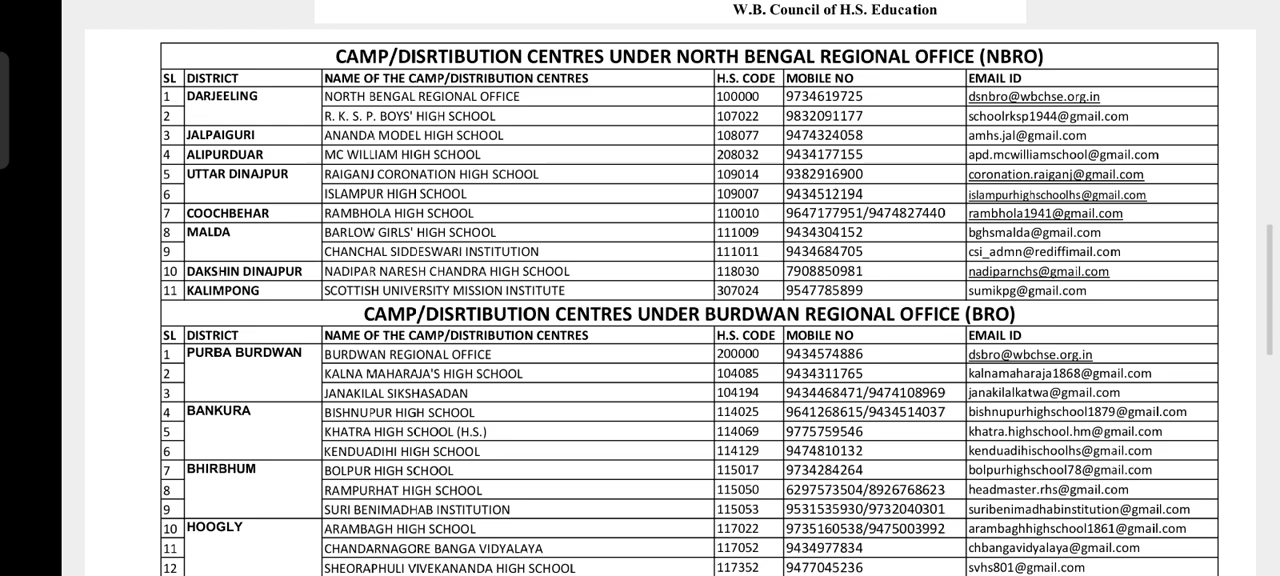 W.B. Council of H.S. Education
CAMP/DISRTIBUTION CENTRES UNDER NORTH BENGAL REGIONAL OFFICE (NBRO)
SL DISTRICT NAME OF THE CAMP/DISTRIBUTION CENTRES H.S. CODE MOBILE NO EMAIL ID
1 DARJEELING NORTH BENGAL REGIONAL OFFICE 100000 9734619725 dsnbro@wbchse.org.in
2 R. K. S. P. BOYS' HIGH SCHOOL 107022 9832091177 schoolrksp1944@gmail.com
3 JALPAIGURI ANANDA MODEL HIGH SCHOOL 108077 9474324058 amhs.jal@gmail.com
4 ALIPURDUAR MC WILLIAM HIGH SCHOOL 208032 9434177155 apd.mcwilliamschool@gmail.com
5 UTTAR DINAJPUR RAIGANJ CORONATION HIGH SCHOOL 109014 9382916900 coronation.raiganj@gmail.com
6 ISLAMPUR HIGH SCHOOL 109007 9434512194 islampurhighschoolhs@gmail.com
7 COOCHBEHAR RAMBHOLA HIGH SCHOOL 110010 9647177951/9474827440 rambhola1941@gmail.com
8 MALDA BARLOW GIRLS' HIGH SCHOOL 111009 9434304152 bghsmalda@gmail.com
9 CHANCHAL SIDDESWARI INSTITUTION 111011 9434684705 csi_admn@rediffimail.com
10 DAKSHIN DINAJPUR NADIPAR NARESH CHANDRA HIGH SCHOOL 118030 7908850981 nadiparnchs@gmail.com
11 KALIMPONG SCOTTISH UNIVERSITY MISSION INSTITUTE 307024 9547785899 sumikpg@gmail.com
CAMP/DISRTIBUTION CENTRES UNDER BURDWAN REGIONAL OFFICE (BRO)
SL DISTRICT NAME OF THE CAMP/DISTRIBUTION CENTRES H.S. CODE MOBILE NO EMAIL ID
1 PURBA BURDWAN BURDWAN REGIONAL OFFICE 200000 9434574886 dsbro@wbchse.org.in
2 KALNA MAHARAJA'S HIGH SCHOOL 104085 9434311765 kalnamaharaja1868@gmail.com
3 JANAKILAL SIKSHASADAN 104194 9434468471/9474108969 janakilalkatwa@gmail.com
4 BANKURA BISHNUPUR HIGH SCHOOL 114025 9641268615/9434514037 bishnupurhighschool1879@gmail.com
5 KHATRA HIGH SCHOOL (H.S.) 114069 9775759546 khatra.highschool.hm@gmail.com
6 KENDUADIHI HIGH SCHOOL 114129 9474810132 kenduadihischoolhs@gmail.com
7 BHIRBHUM BOLPUR HIGH SCHOOL 115017 9734284264 bolpurhighschool78@gmail.com
8 RAMPURHAT HIGH SCHOOL 115050 6297573504/8926768623 headmaster.rhs@gmail.com
9 SURI BENIMADHAB INSTITUTION 115053 9531535930/9732040301 suribenimadhabinstitution@gmail.com
10 HOOGLY ARAMBAGH HIGH SCHOOL 117022 9735160538/9475003992 arambaghhighschool1861@gmail.com
11 CHANDARNAGORE BANGA VIDYALAYA 117052 9434977834 chbangavidyalaya@gmail.com
12 SHEORAPHULI VIVEKANANDA HIGH SCHOOL 117352 9477045236 svhs801@gmail.com